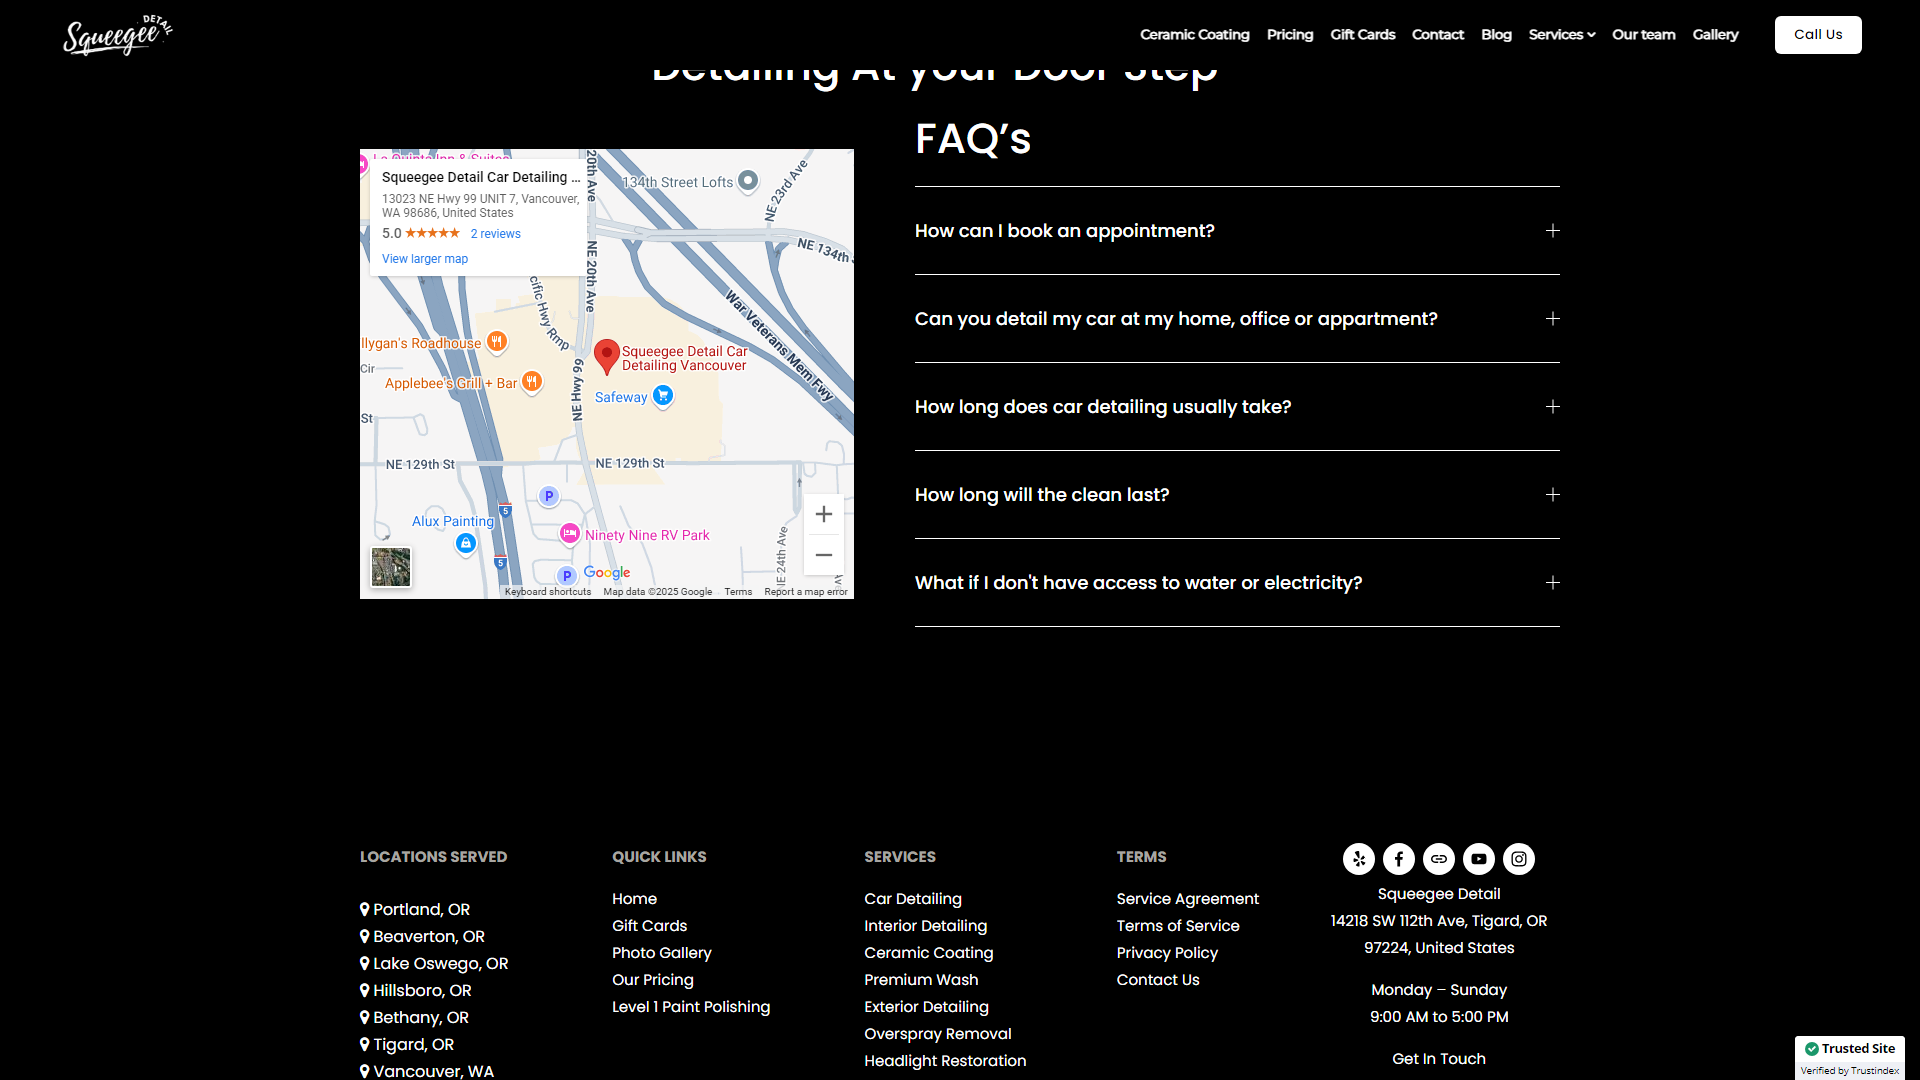 Squeegee DETAIL
Ceramic Coating
Pricing
Gift Cards
Contact
Blog
Services
Our team
Gallery
Call Us
Detailing At your Door Step
La Quinta Inn & Suites
Squeegee Detail Car Detailing ...
13023 NE Hwy 99 UNIT 7, Vancouver,
WA 98686, United States
5.0 ★★★★★ 2 reviews
View larger map
20th Ave
NE 20th Ave
134th Street Lofts
NE 23rd Ave
NE 134th
cific Hwy Rmp
War Veterans Mem Fwy
llygan's Roadhouse
Cir
Applebee's Grill + Bar
Squeegee Detail Car
Detailing Vancouver
Safeway
NE Hwy 99
St
NE 129th St
NE 129th St
P
5
Alux Painting
Ninety Nine RV Park
5
P
NE 24th Ave
Google
Keyboard shortcuts
Map data ©2025 Google
Terms
Report a map error
FAQ’s
How can I book an appointment?
Can you detail my car at my home, office or appartment?
How long does car detailing usually take?
How long will the clean last?
What if I don't have access to water or electricity?
LOCATIONS SERVED
Portland, OR
Beaverton, OR
Lake Oswego, OR
Hillsboro, OR
Bethany, OR
Tigard, OR
Vancouver, WA
QUICK LINKS
Home
Gift Cards
Photo Gallery
Our Pricing
Level 1 Paint Polishing
SERVICES
Car Detailing
Interior Detailing
Ceramic Coating
Premium Wash
Exterior Detailing
Overspray Removal
Headlight Restoration
TERMS
Service Agreement
Terms of Service
Privacy Policy
Contact Us
Squeegee Detail
14218 SW 112th Ave, Tigard, OR
97224, United States
Monday – Sunday
9:00 AM to 5:00 PM
Get In Touch
Trusted Site
Verified by Trustindex